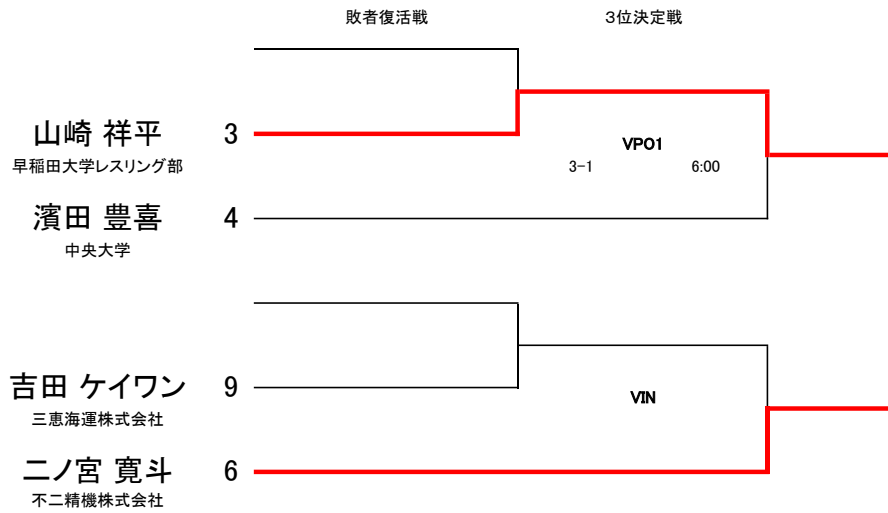 敗者復活戦 3位決定戦
山崎 祥平 3
早稲田大学レスリング部
VPO1
3-1 6:00
濱田 豊喜 4
中央大学
吉田 ケイワン 9
三恵海運株式会社
VIN
二ノ宮 寛斗 6
不二精機株式会社